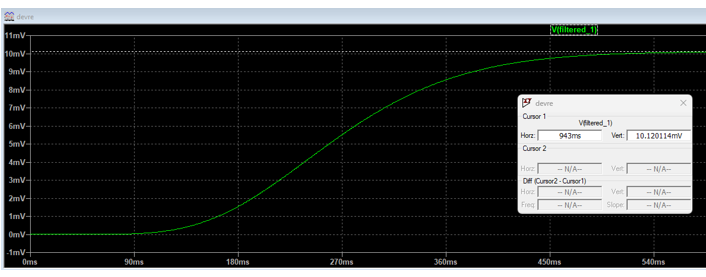 devre
V(filtered_1)
11mV
10mV
9mV
8mV
7mV
6mV
5mV
4mV
3mV
2mV
1mV
0mV
-1mV
0ms 90ms 180ms 270ms 360ms 450ms 540ms
devre
Cursor 1
V(filtered_1)
Horz: 943ms Vert: 10.120114mV
Cursor 2
Horz: -- N/A-- Vert: -- N/A--
Diff (Cursor2 - Cursor1)
Horz: -- N/A-- Vert: -- N/A--
Freq: -- N/A-- Slope: -- N/A--